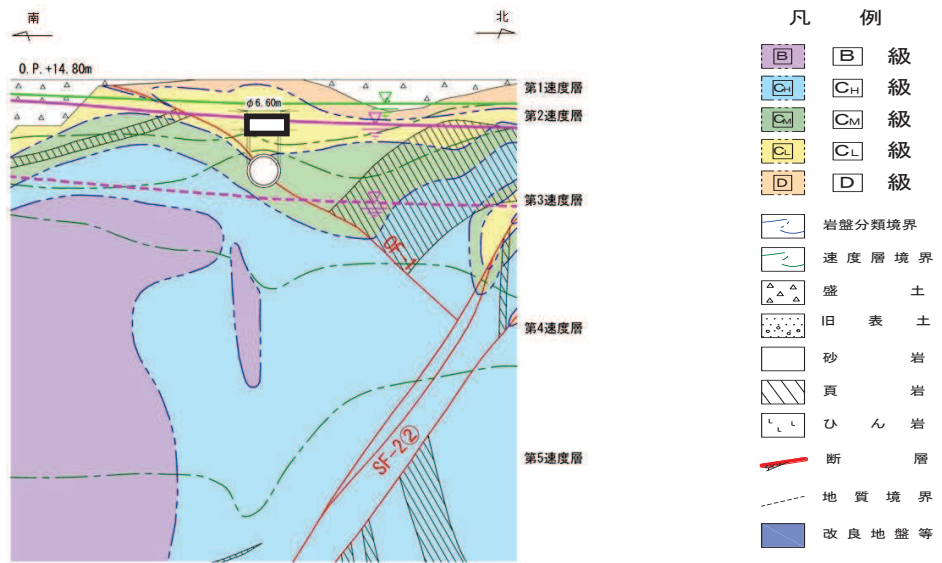 南
北
O.P.+14.80m
φ6.60m
第1速度層
第2速度層
第3速度層
第4速度層
第5速度層
OF-1
SF-2②
凡例
B B 級
CH CH 級
CM CM 級
CL CL 級
D D 級
岩盤分類境界
速度層境界
盛土
旧表土
砂岩
頁岩
ひん岩
断層
地質境界
改良地盤等